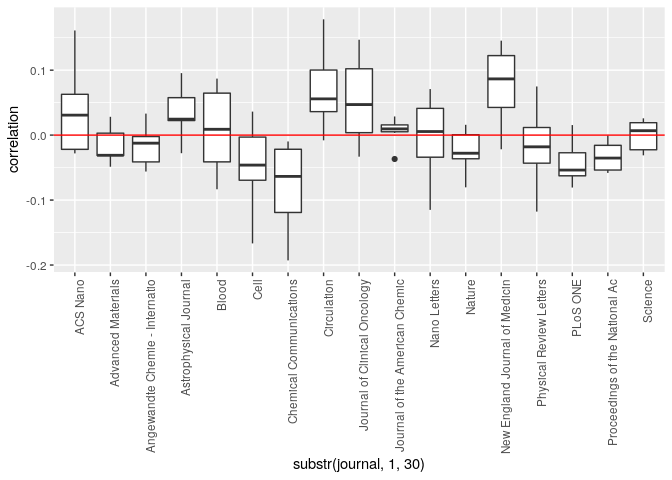 correlation
0.1
0.0
-0.1
-0.2
ACS Nano
Advanced Materials
Angewandte Chemie - Internatio
Astrophysical Journal
Blood
Cell
Chemical Communications
Circulation
Journal of Clinical Oncology
Journal of the American Chemic
Nano Letters
Nature
New England Journal of Medicin
Physical Review Letters
PLoS ONE
Proceedings of the National Ac
Science
substr(journal, 1, 30)